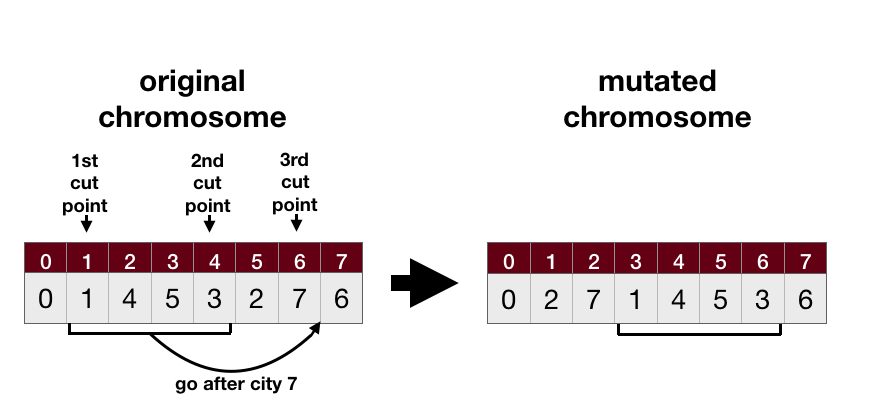 original
chromosome
mutated
chromosome
1st
cut
point
2nd
cut
point
3rd
cut
point
0 1 2 3 4 5 6 7
0 1 4 5 3 2 7 6
0 1 2 3 4 5 6 7
0 2 7 1 4 5 3 6
go after city 7